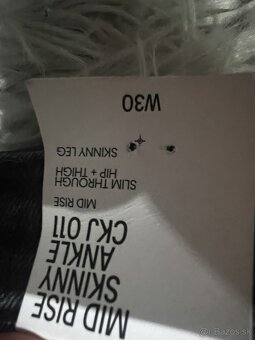 MID RISE
SKINNY
ANKLE
CKJ 011
MID RISE
SLIM THROUGH
HIP + THIGH
SKINNY LEG
W30
Bazos.sk